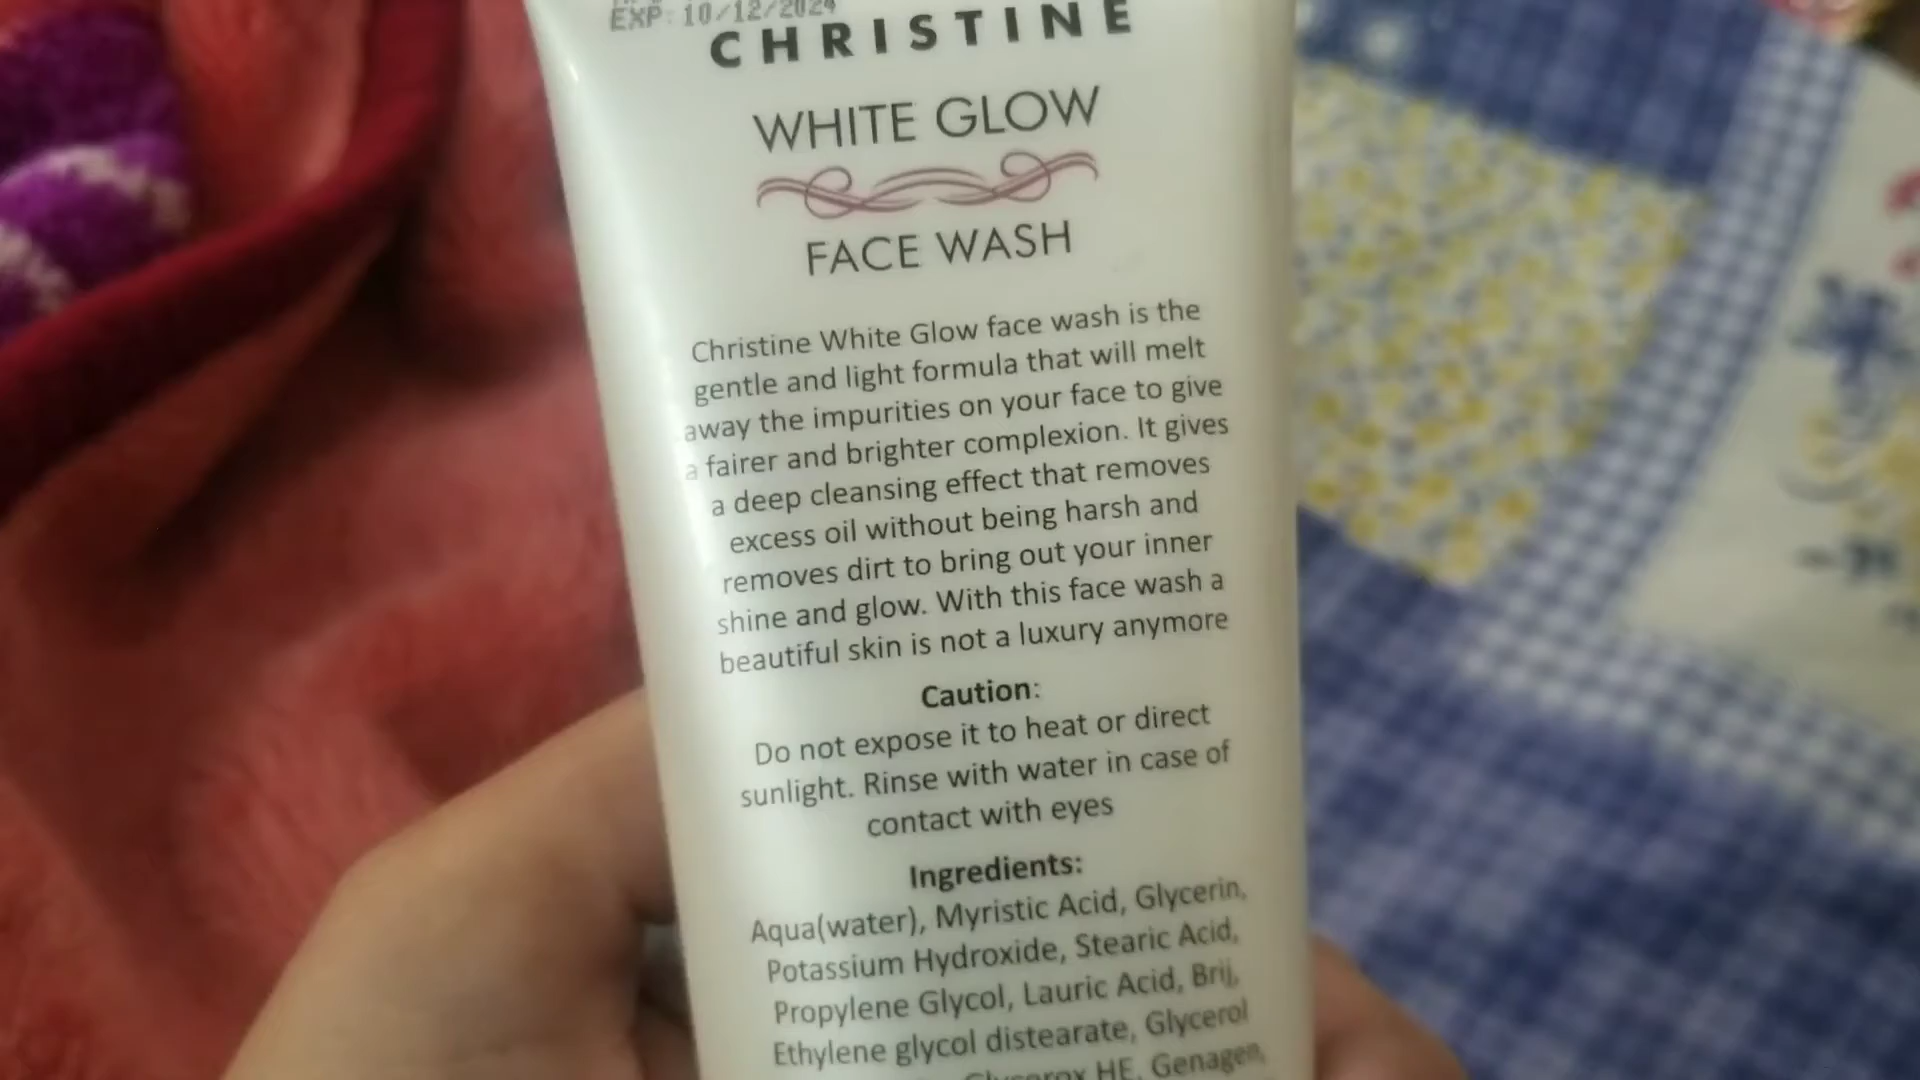 EXP: 10/12/2024
CHRISTINE
WHITE GLOW
FACE WASH
Christine White Glow face wash is the
gentle and light formula that will melt
away the impurities on your face to give
a fairer and brighter complexion. It gives
a deep cleansing effect that removes
excess oil without being harsh and
removes dirt to bring out your inner
shine and glow. With this face wash a
beautiful skin is not a luxury anymore
Caution:
Do not expose it to heat or direct
sunlight. Rinse with water in case of
contact with eyes
Ingredients:
Aqua(water), Myristic Acid, Glycerin,
Potassium Hydroxide, Stearic Acid,
Propylene Glycol, Lauric Acid, Brij,
Ethylene glycol distearate, Glycerol
HE, Genagen,